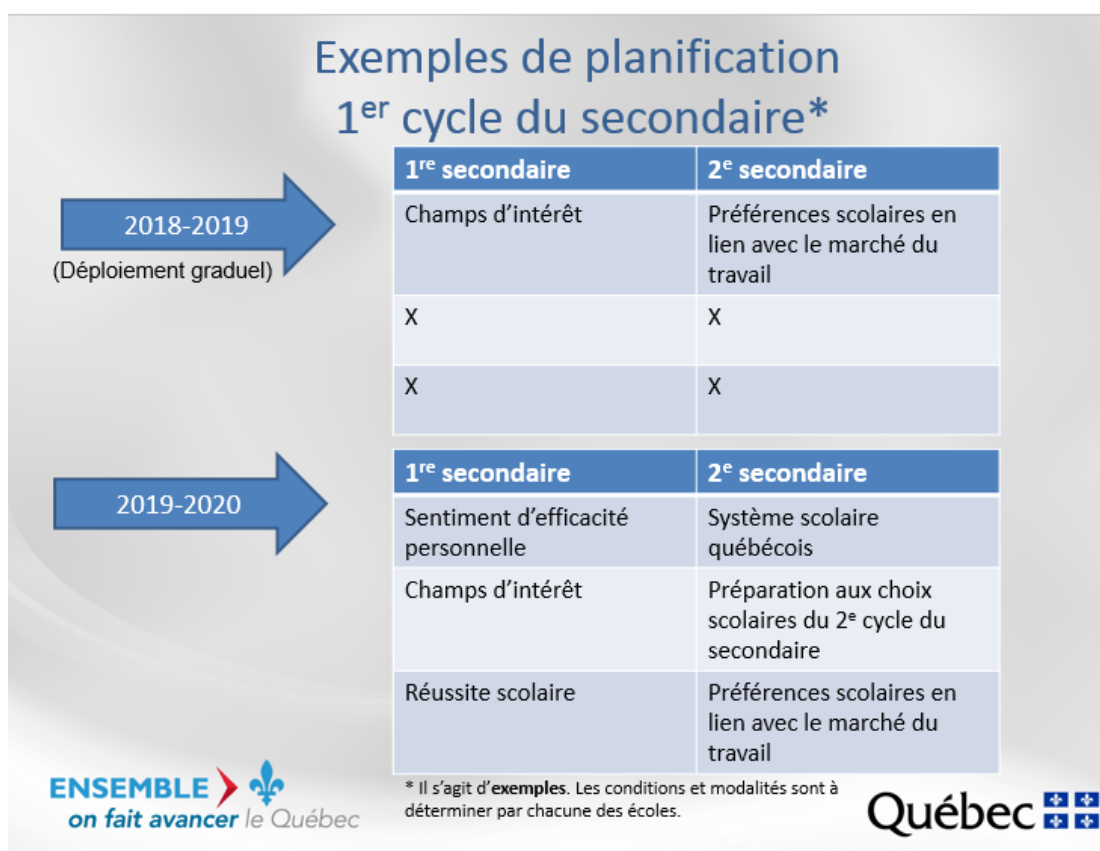 Exemples de planification
1er cycle du secondaire*
2018-2019
(Déploiement graduel)
1re secondaire
2e secondaire
Champs d’intérêt
Préférences scolaires en
lien avec le marché du
travail
X
X
X
X
2019-2020
1re secondaire
2e secondaire
Sentiment d’efficacité
personnelle
Système scolaire
québécois
Champs d’intérêt
Préparation aux choix
scolaires du 2e cycle du
secondaire
Réussite scolaire
Préférences scolaires en
lien avec le marché du
travail
* Il s’agit d’exemples. Les conditions et modalités sont à
déterminer par chacune des écoles.
ENSEMBLE
on fait avancer le Québec
Québec